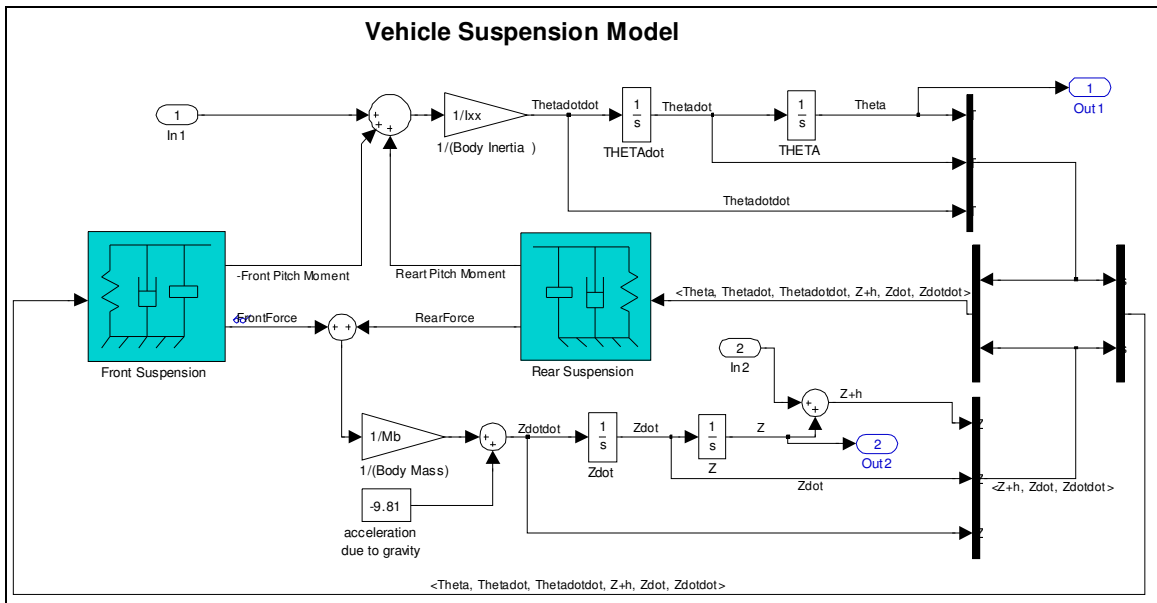 Vehicle Suspension Model
1
In1
+
+
+
1/Ixx
1/(Body Inertia )
Thetadotdot
1
s
THETAdot
Thetadot
1
s
THETA
Theta
1
Out1
T
T
T
Thetadotdot
-Front Pitch Moment
Reart Pitch Moment
<Theta, Thetadot, Thetadotdot, Z+h, Zdot, Zdotdot>
FrontForce
+ +
RearForce
Front Suspension
Rear Suspension
s
s
2
In2
+
+
Z+h
Z
1/Mb
1/(Body Mass)
+
+
Zdotdot
1
s
Zdot
Zdot
1
s
Z
Z
2
Out2
Zdot
Z
<Z+h, Zdot, Zdotdot>
-9.81
acceleration
due to gravity
Z
<Theta, Thetadot, Thetadotdot, Z+h, Zdot, Zdotdot>